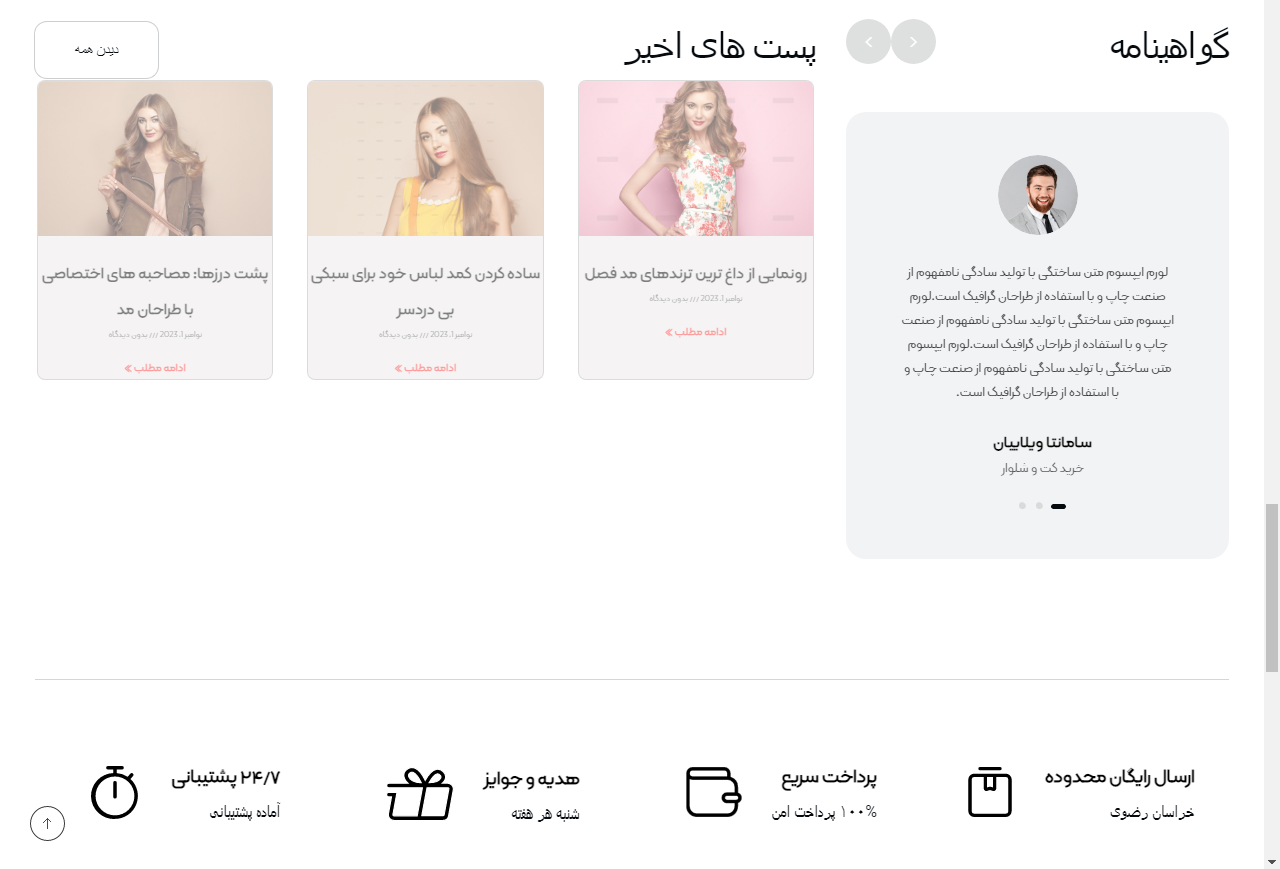 گواهینامه
لورم ایپسوم متن ساختگی با تولید سادگی نامفهوم از
صنعت چاپ و با استفاده از طراحان گرافیک است.لورم
ایپسوم متن ساختگی با تولید سادگی نامفهوم از صنعت
چاپ و با استفاده از طراحان گرافیک است.لورم ایپسوم
متن ساختگی با تولید سادگی نامفهوم از صنعت چاپ و
با استفاده از طراحان گرافیک است.
سامانتا ویلاییان
خرید کت و شلوار
پست های اخیر
دیدن همه
رونمایی از داغ ترین ترندهای مد فصل
نوامبر 1, 2023 /// بدون دیدگاه
ادامه مطلب »
ساده کردن کمد لباس خود برای سبکی
بی دردسر
نوامبر 1, 2023 /// بدون دیدگاه
ادامه مطلب »
پشت درزها: مصاحبه های اختصاصی
با طراحان مد
نوامبر 1, 2023 /// بدون دیدگاه
ادامه مطلب »
ارسال رایگان محدوده
خراسان رضوی
پرداخت سریع
۱۰۰% پرداخت امن
هدیه و جوایز
شنبه هر هفته
۲۴/۷ پشتیبانی
آماده پشتیبانی